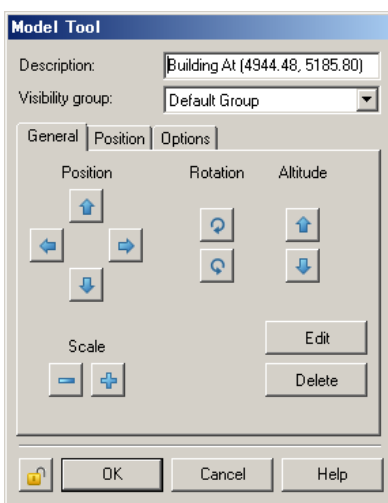 Model Tool
Description: Building At (4944.48, 5185.80)
Visibility group: Default Group
General Position Options
Position Rotation Altitude
Scale
Edit
Delete
OK Cancel Help